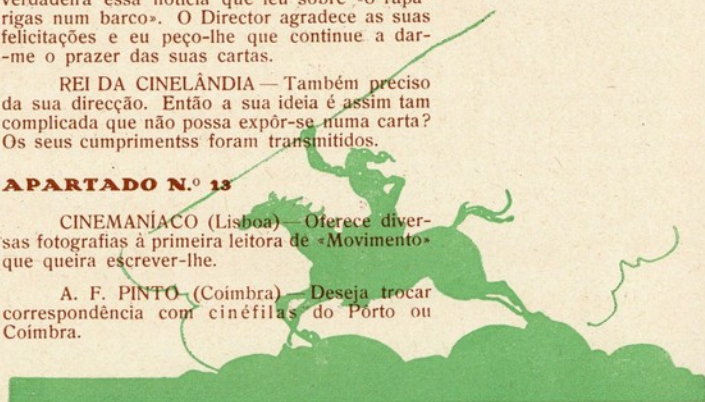 verdadeira essa notícia que leu sobre «6 rapa-
rigas num barco». O Director agradece as suas
felicitações e eu peço-lhe que continue a dar-
-me o prazer das suas cartas.
REI DA CINELÂNDIA — Também preciso
da sua direcção. Então a sua ideia é assim tam
complicada que não possa expôr-se numa carta?
Os seus cumprimentss foram transmitidos.
APARTADO N.º 13
CINEMANÍACO (Lisboa) — Oferece diver-
sas fotografias à primeira leitora de «Movimento»
que queira escrever-lhe.
A. F. PINTO (Coímbra) — Deseja trocar
correspondência com cinéfilas do Pôrto ou
Coímbra.